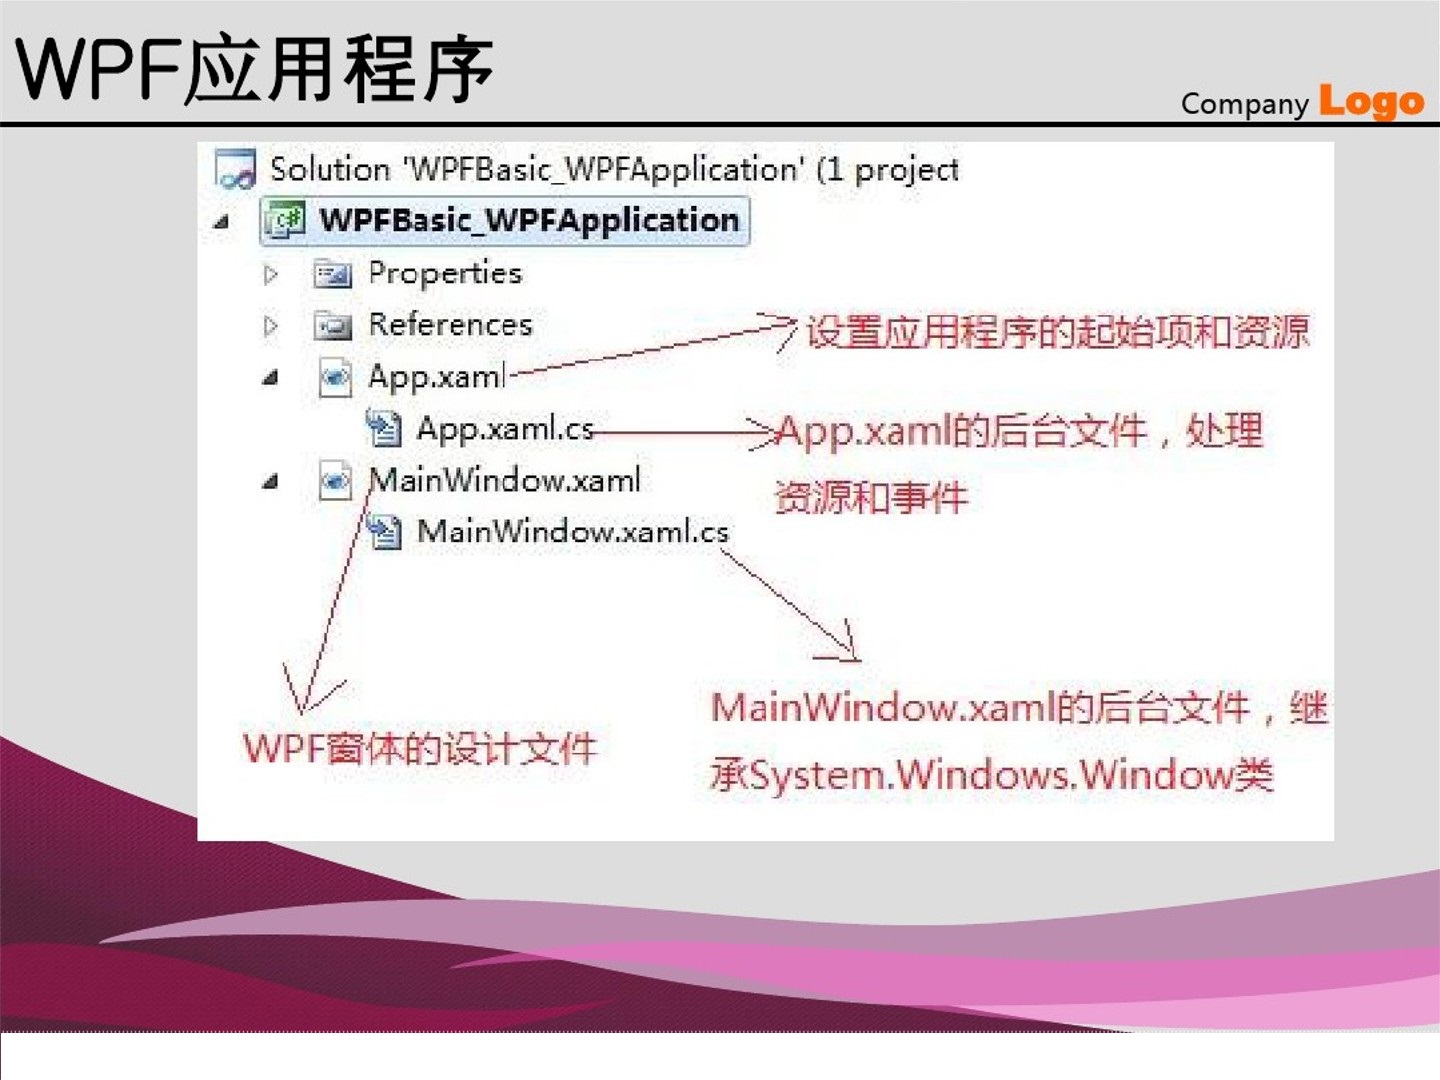 WPF应用程序
Company Logo
Solution 'WPFBasic_WPFApplication' (1 project
WPFBasic_WPFApplication
Properties
References
设置应用程序的起始项和资源
App.xaml
App.xaml.cs
App.xaml的后台文件，处理
资源和事件
MainWindow.xaml
MainWindow.xaml.cs
WPF窗体的设计文件
MainWindow.xaml的后台文件，继
承System.Windows.Window类